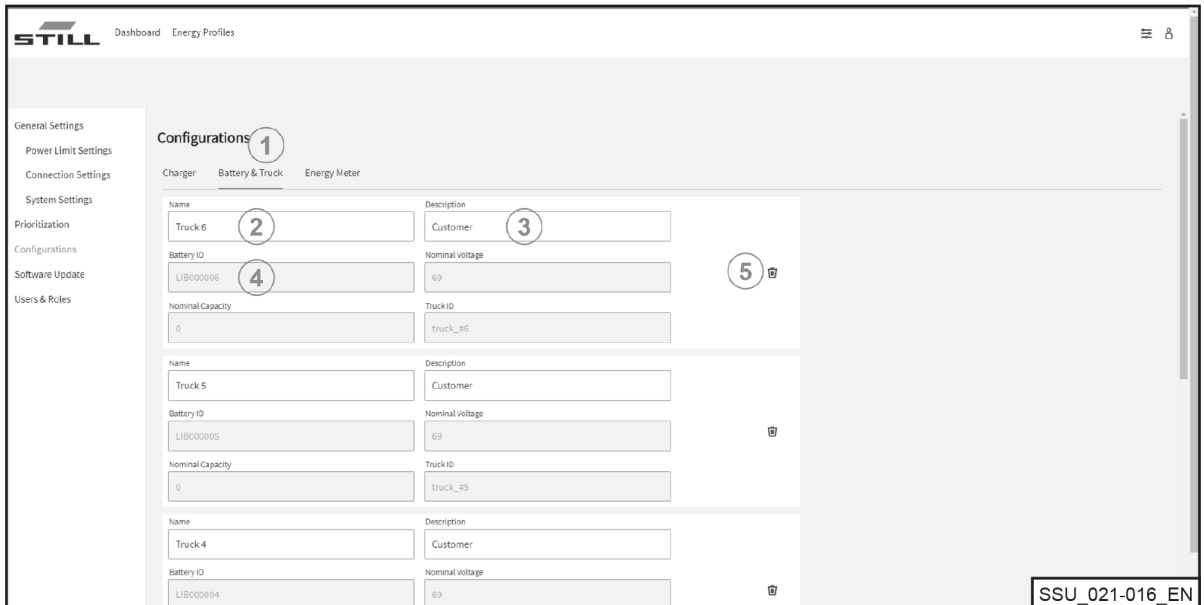 STILL
Dashboard Energy Profiles
General Settings
Power Limit Settings
Connection Settings
System Settings
Prioritization
Configurations
Software Update
Users & Roles
Configurations 1
Charger Battery & Truck Energy Meter
Name Description
Truck 6 2 Customer 3
Battery ID Nominal Voltage
LIB000006 4 69 5
Nominal Capacity Truck ID
0 truck_#6
Name Description
Truck 5 Customer
Battery ID Nominal Voltage
LIB000005 69
Nominal Capacity Truck ID
0 truck_#5
Name Description
Truck 4 Customer
Battery ID Nominal Voltage
LIB000004 69
SSU_021-016_EN